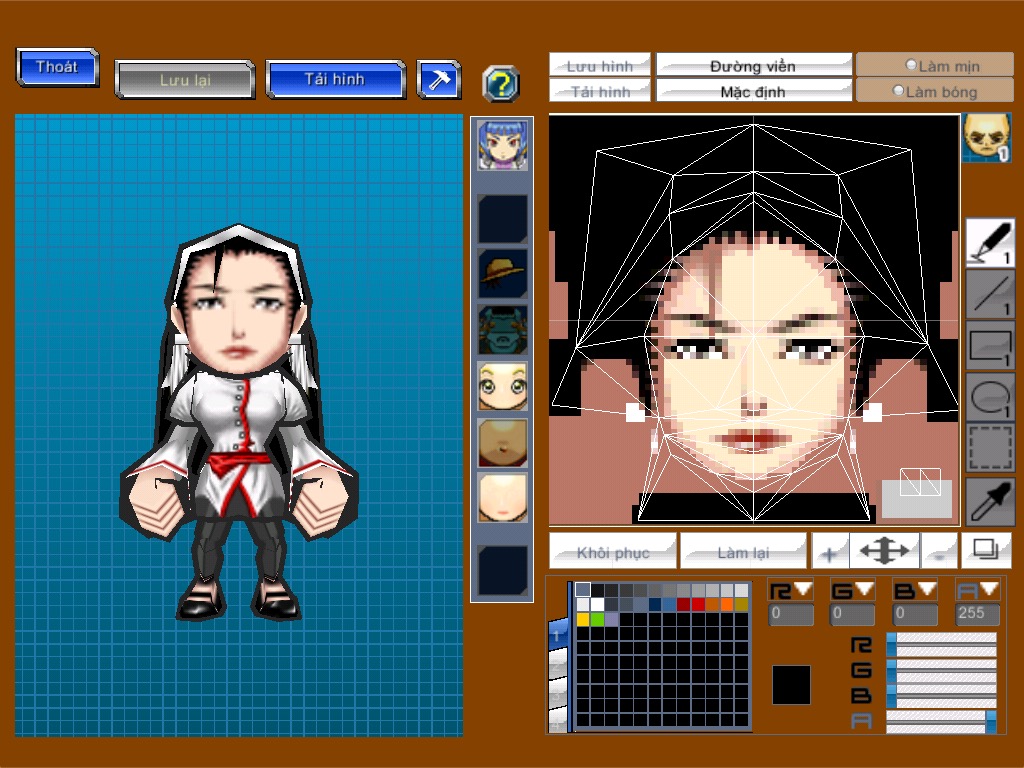 Thoát
Lưu lại
Tải hình
Lưu hình
Đường viền
Làm mịn
Tải hình
Mặc định
Làm bóng
1
1
1
1
1
Khôi phục
Làm lại
R G B A
0 0 0 255
1
R
G
B
A